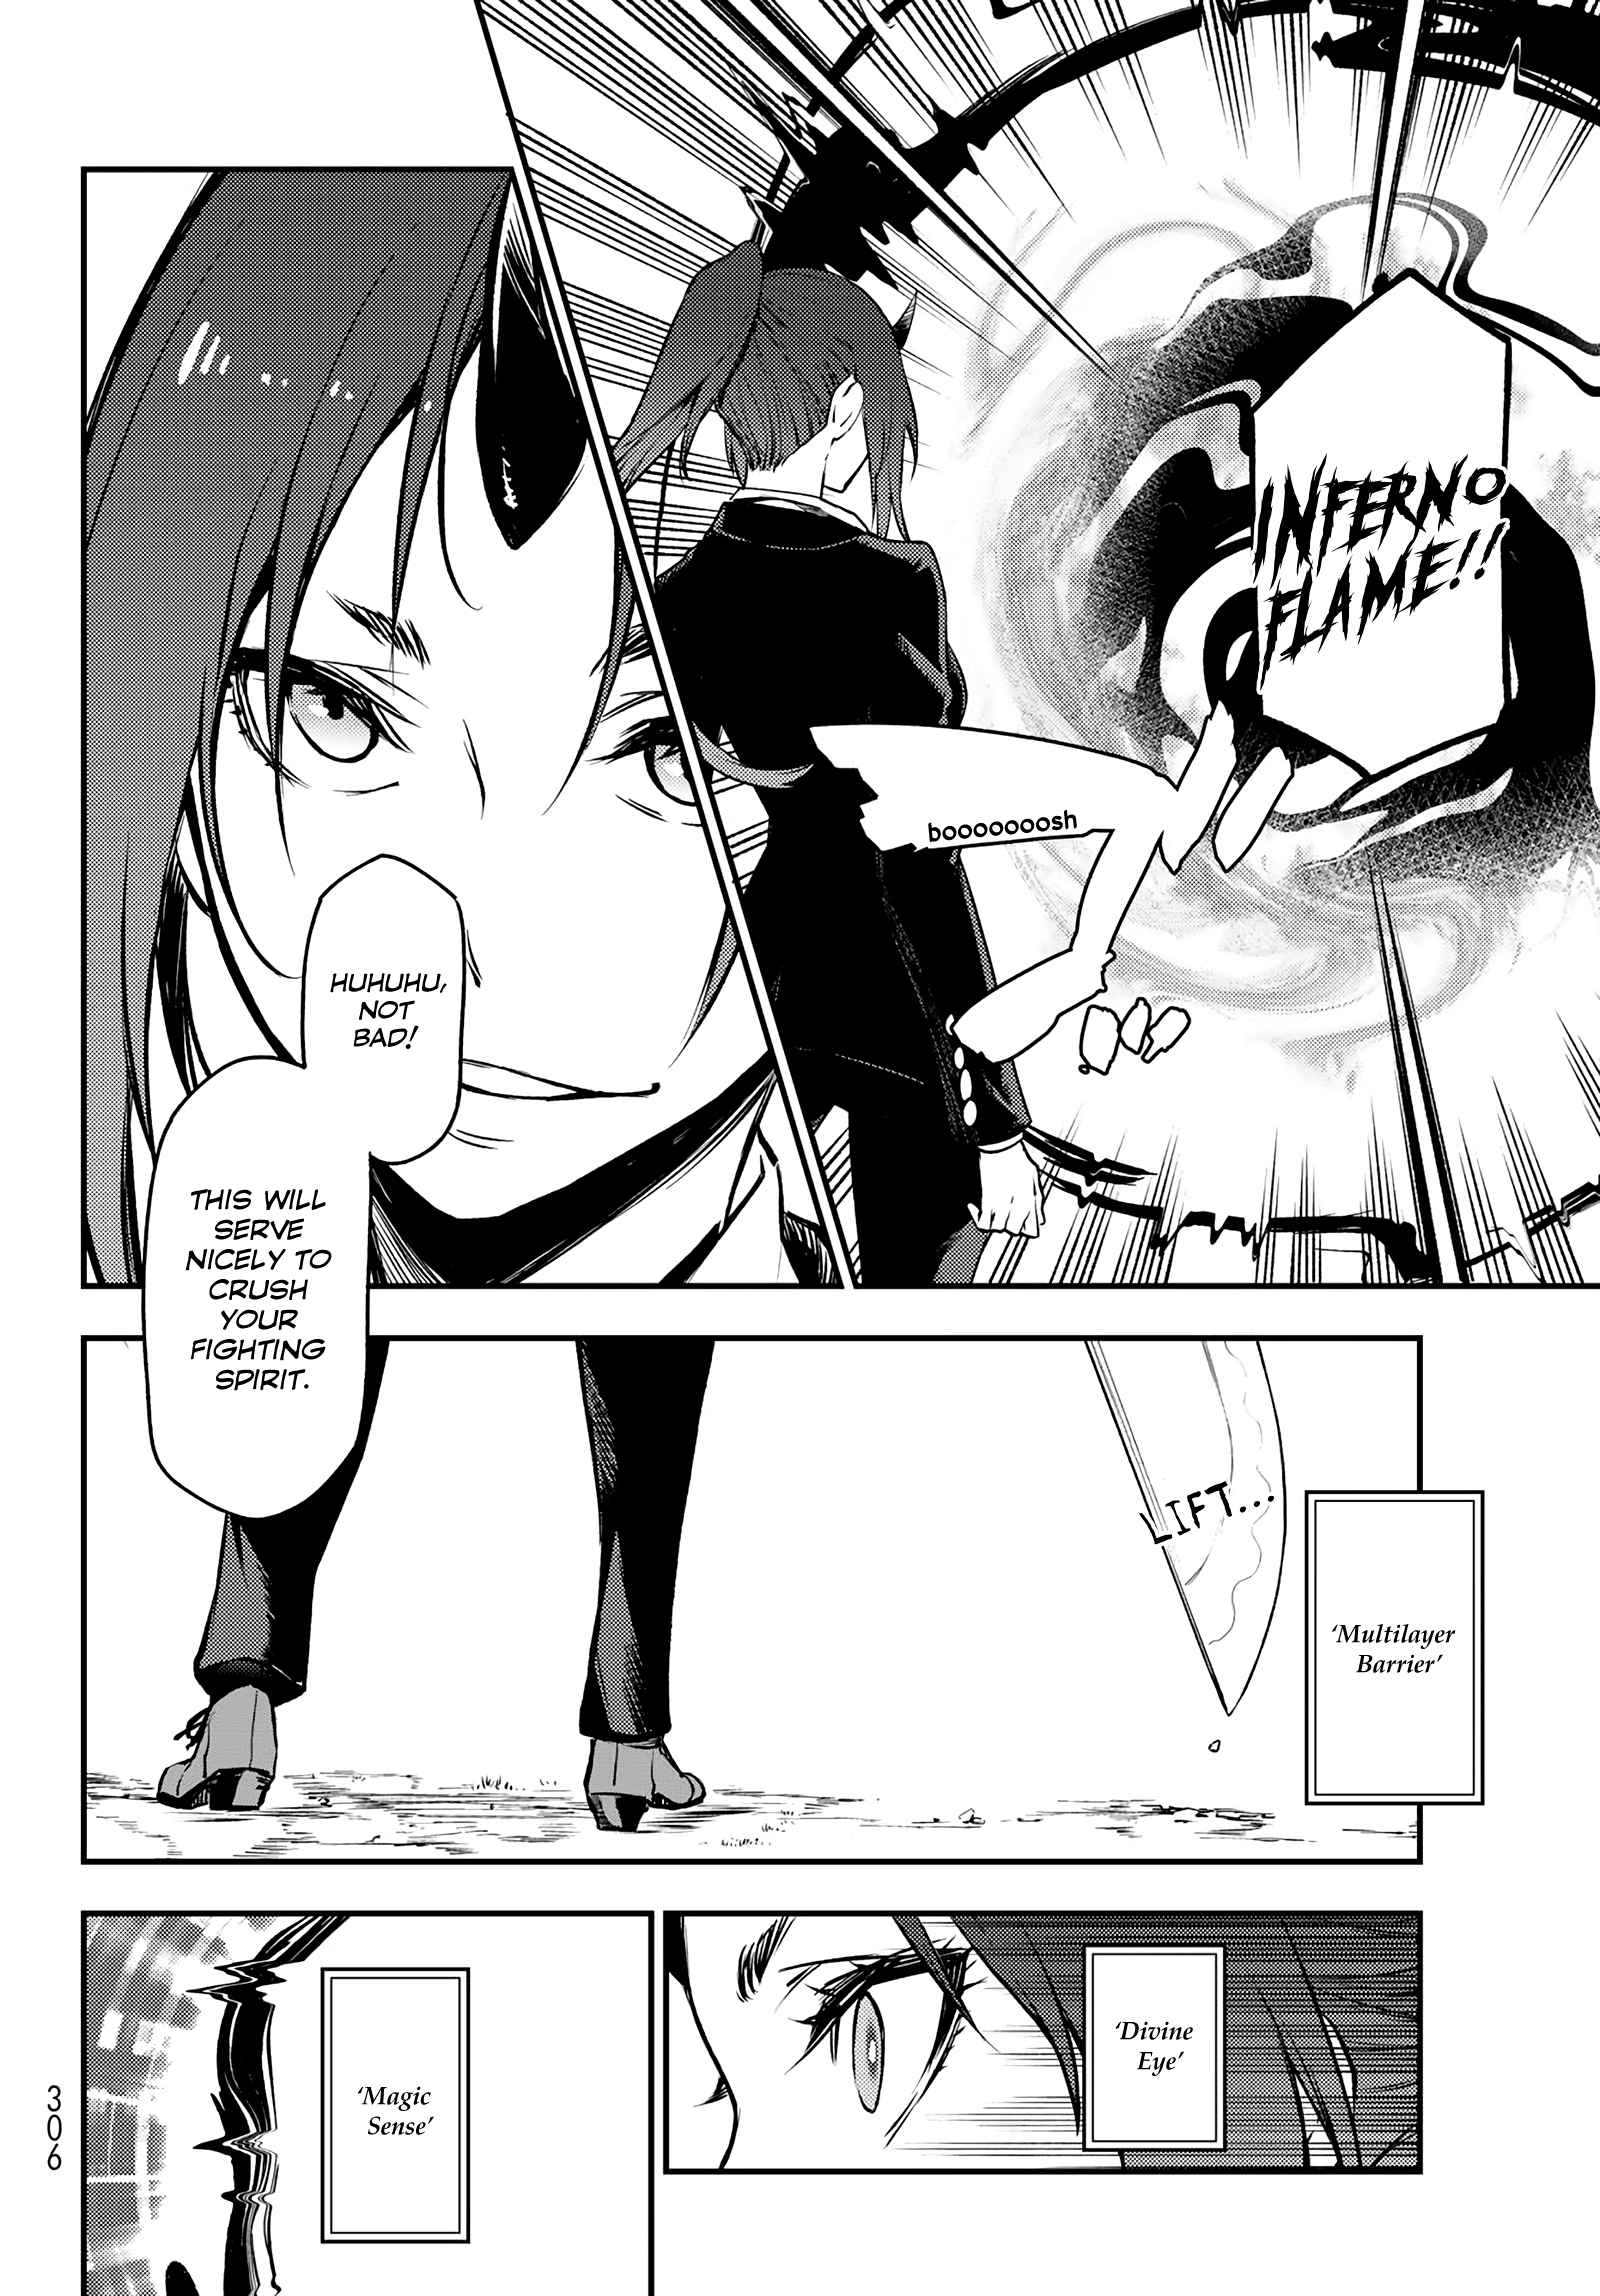 INFERNO
FLAME!!
booooooosh
HUHUHU,
NOT
BAD!
THIS WILL
SERVE
NICELY TO
CRUSH
YOUR
FIGHTING
SPIRIT.
LIFT...
‘Multilayer
Barrier’
‘Divine
Eye’
‘Magic
Sense’
306